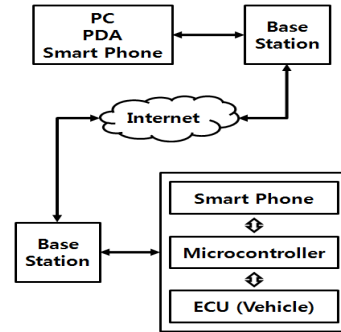 PC
PDA
Smart Phone
Base
Station
Internet
Base
Station
Smart Phone
Microcontroller
ECU (Vehicle)